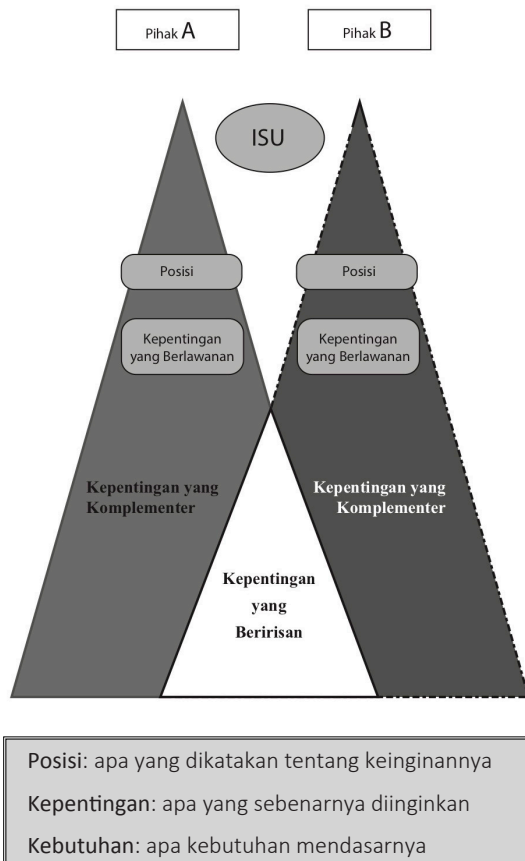 Pihak A
Pihak B
ISU
Posisi
Posisi
Kepentingan
yang Berlawanan
Kepentingan
yang Berlawanan
Kepentingan yang
Komplementer
Kepentingan yang
Komplementer
Kepentingan
yang
Beririsan
Posisi: apa yang dikatakan tentang keinginannya
Kepentingan: apa yang sebenarnya diinginkan
Kebutuhan: apa kebutuhan mendasarnya